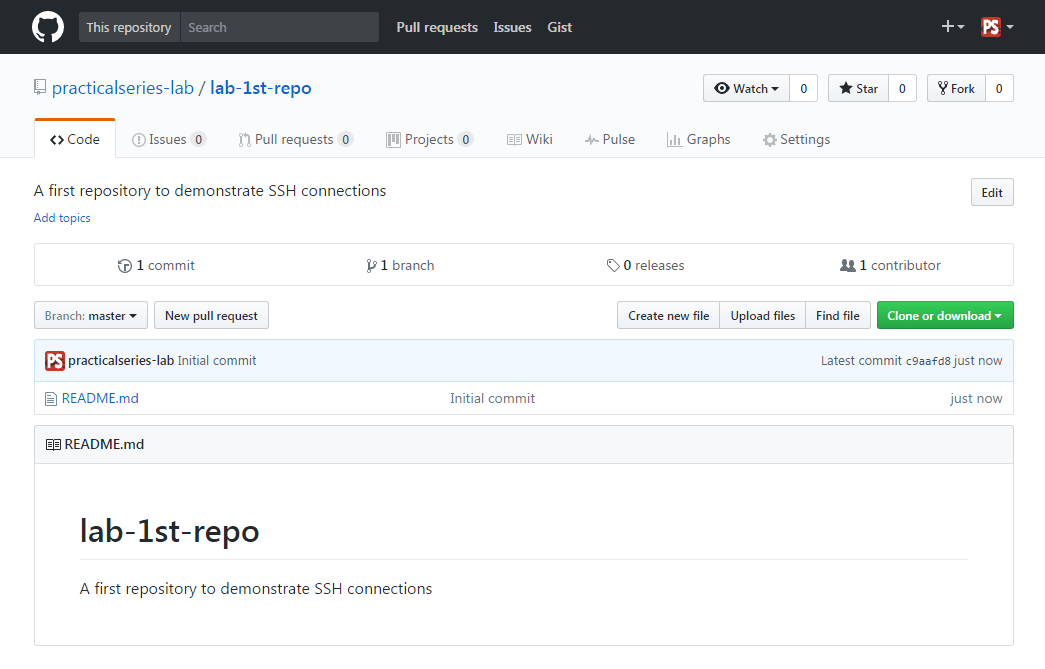 This repository Search Pull requests Issues Gist PS
practicalseries-lab / lab-1st-repo Watch 0 Star 0 Fork 0
Code Issues 0 Pull requests 0 Projects 0 Wiki Pulse Graphs Settings
A first repository to demonstrate SSH connections Edit
Add topics
1 commit 1 branch 0 releases 1 contributor
Branch: master New pull request Create new file Upload files Find file Clone or download
PS practicalseries-lab Initial commit Latest commit c9aafd8 just now
README.md Initial commit just now
README.md
lab-1st-repo
A first repository to demonstrate SSH connections